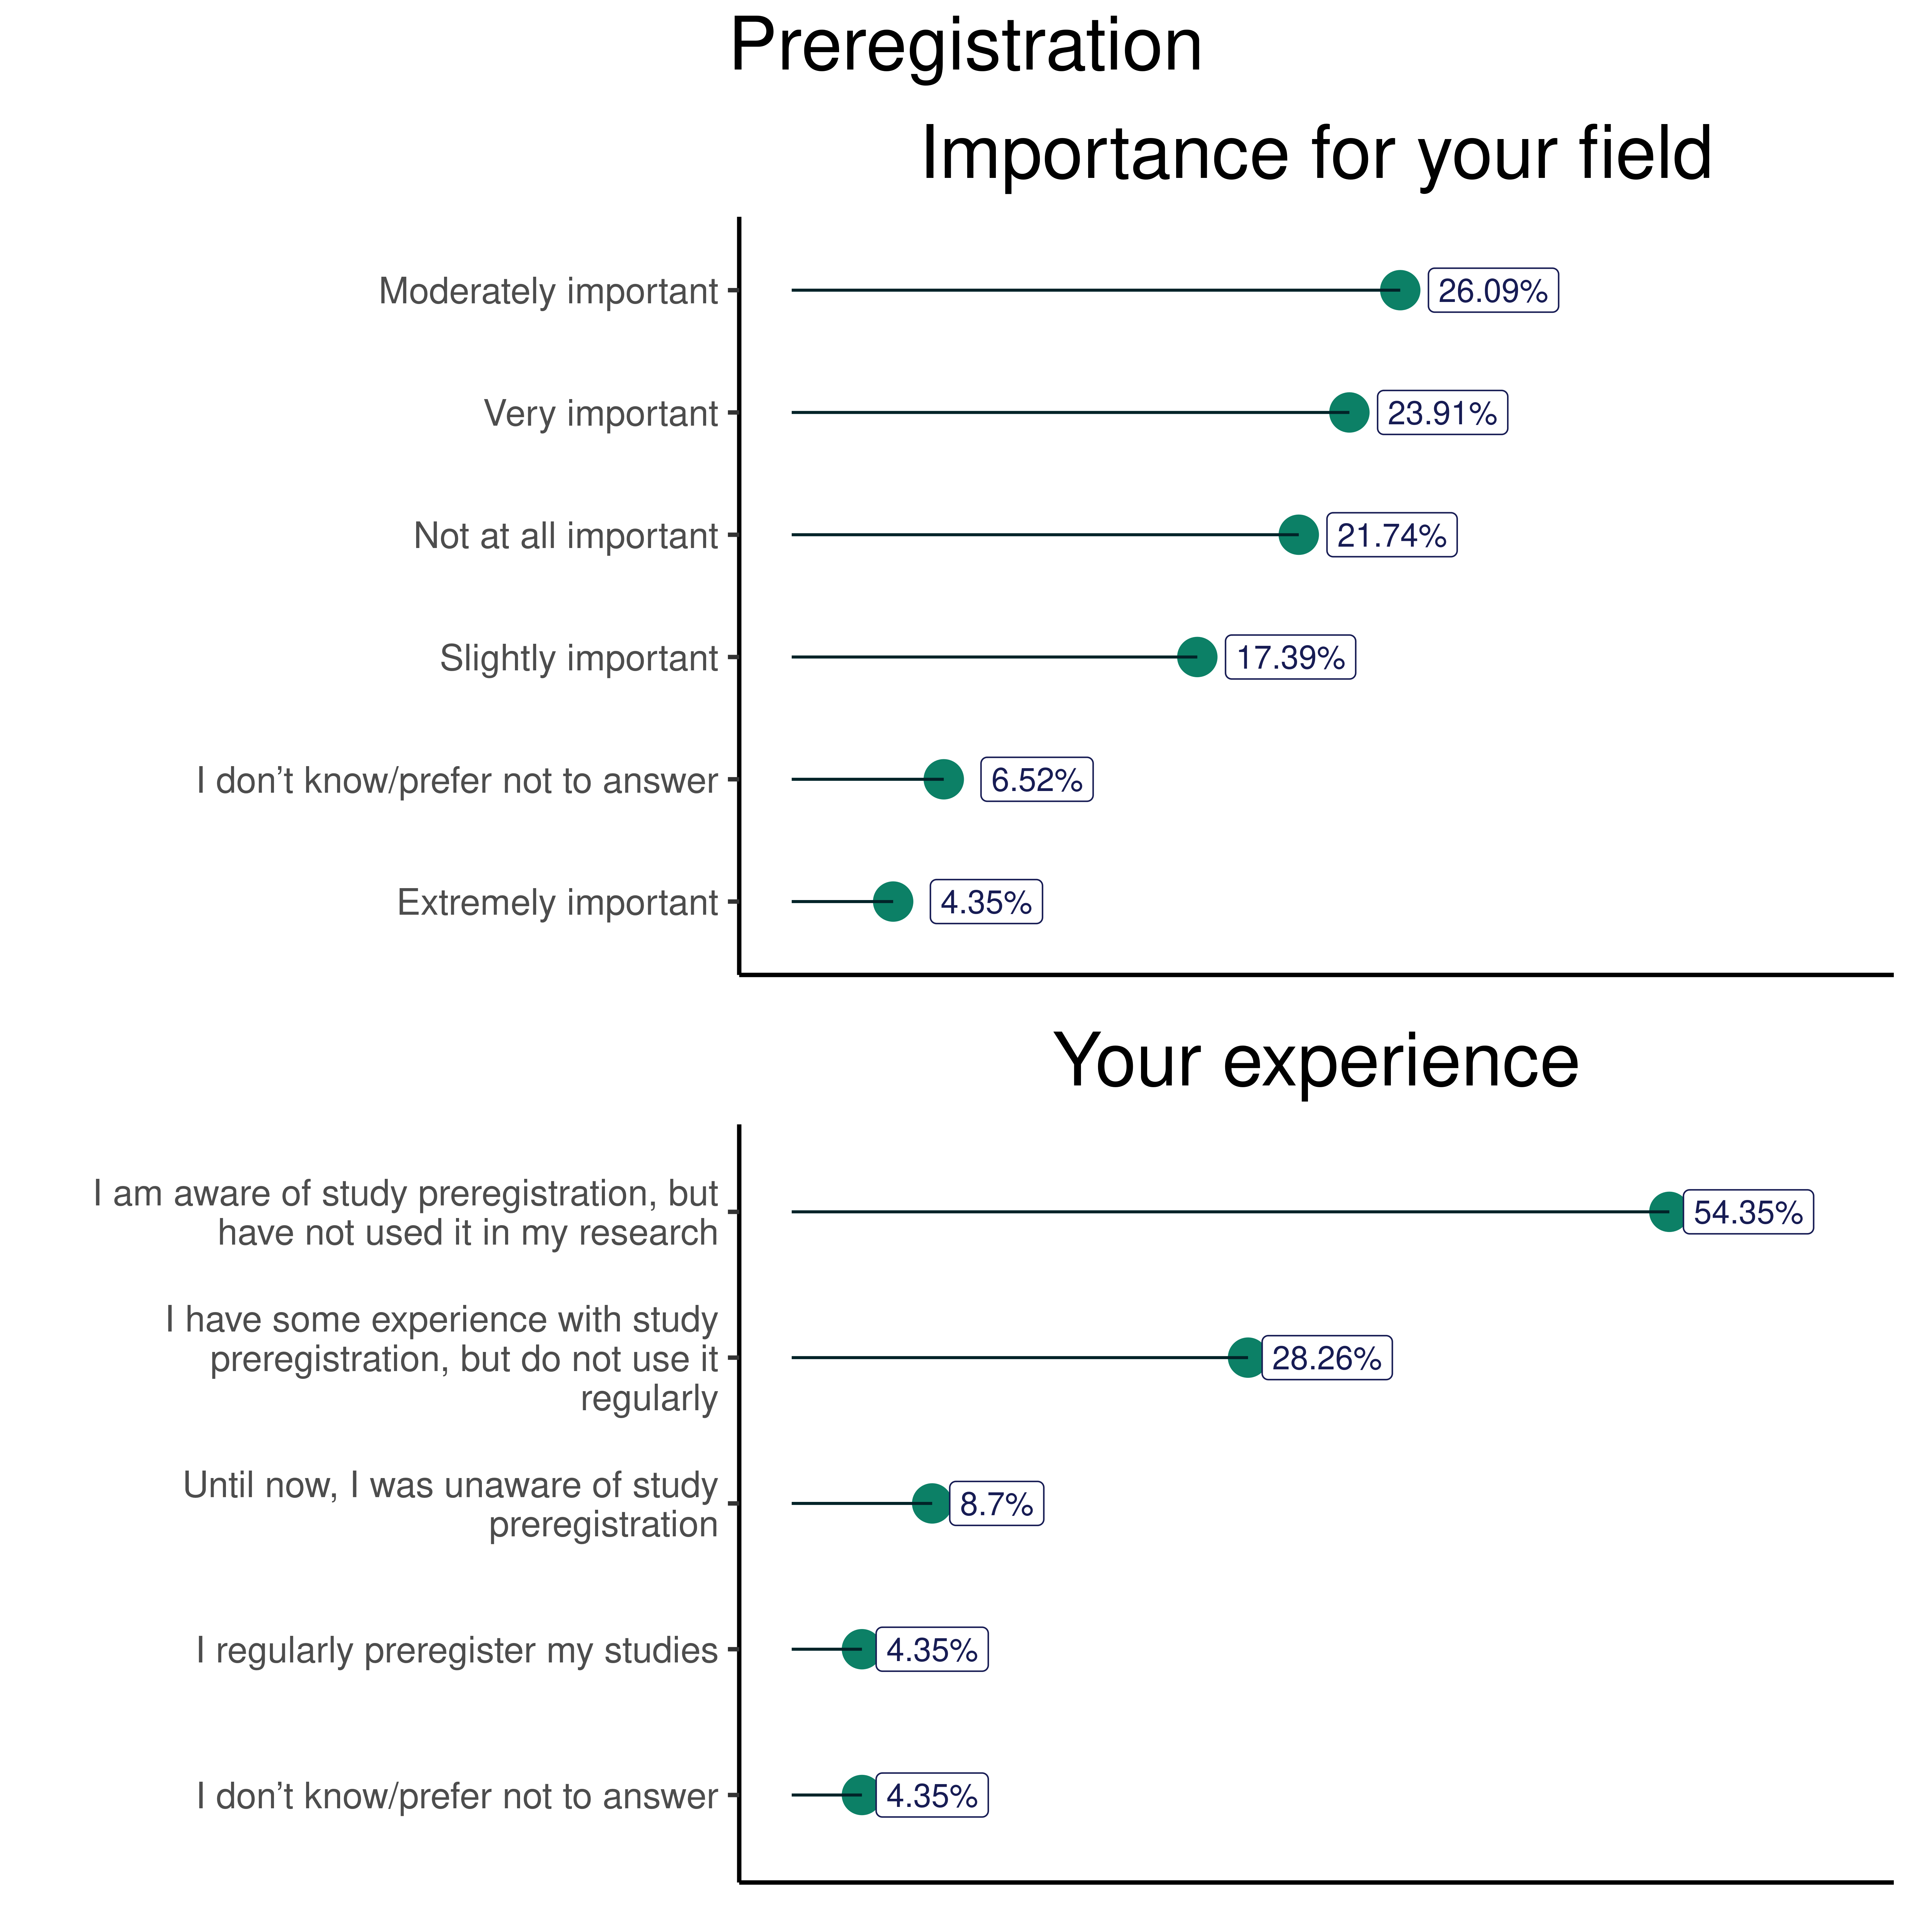 Preregistration
Importance for your field
Moderately important
26.09%
Very important
23.91%
Not at all important
21.74%
Slightly important
17.39%
I don’t know/prefer not to answer
6.52%
Extremely important
4.35%
Your experience
I am aware of study preregistration, but
have not used it in my research
54.35%
I have some experience with study
preregistration, but do not use it
regularly
28.26%
Until now, I was unaware of study
preregistration
8.7%
I regularly preregister my studies
4.35%
I don’t know/prefer not to answer
4.35%